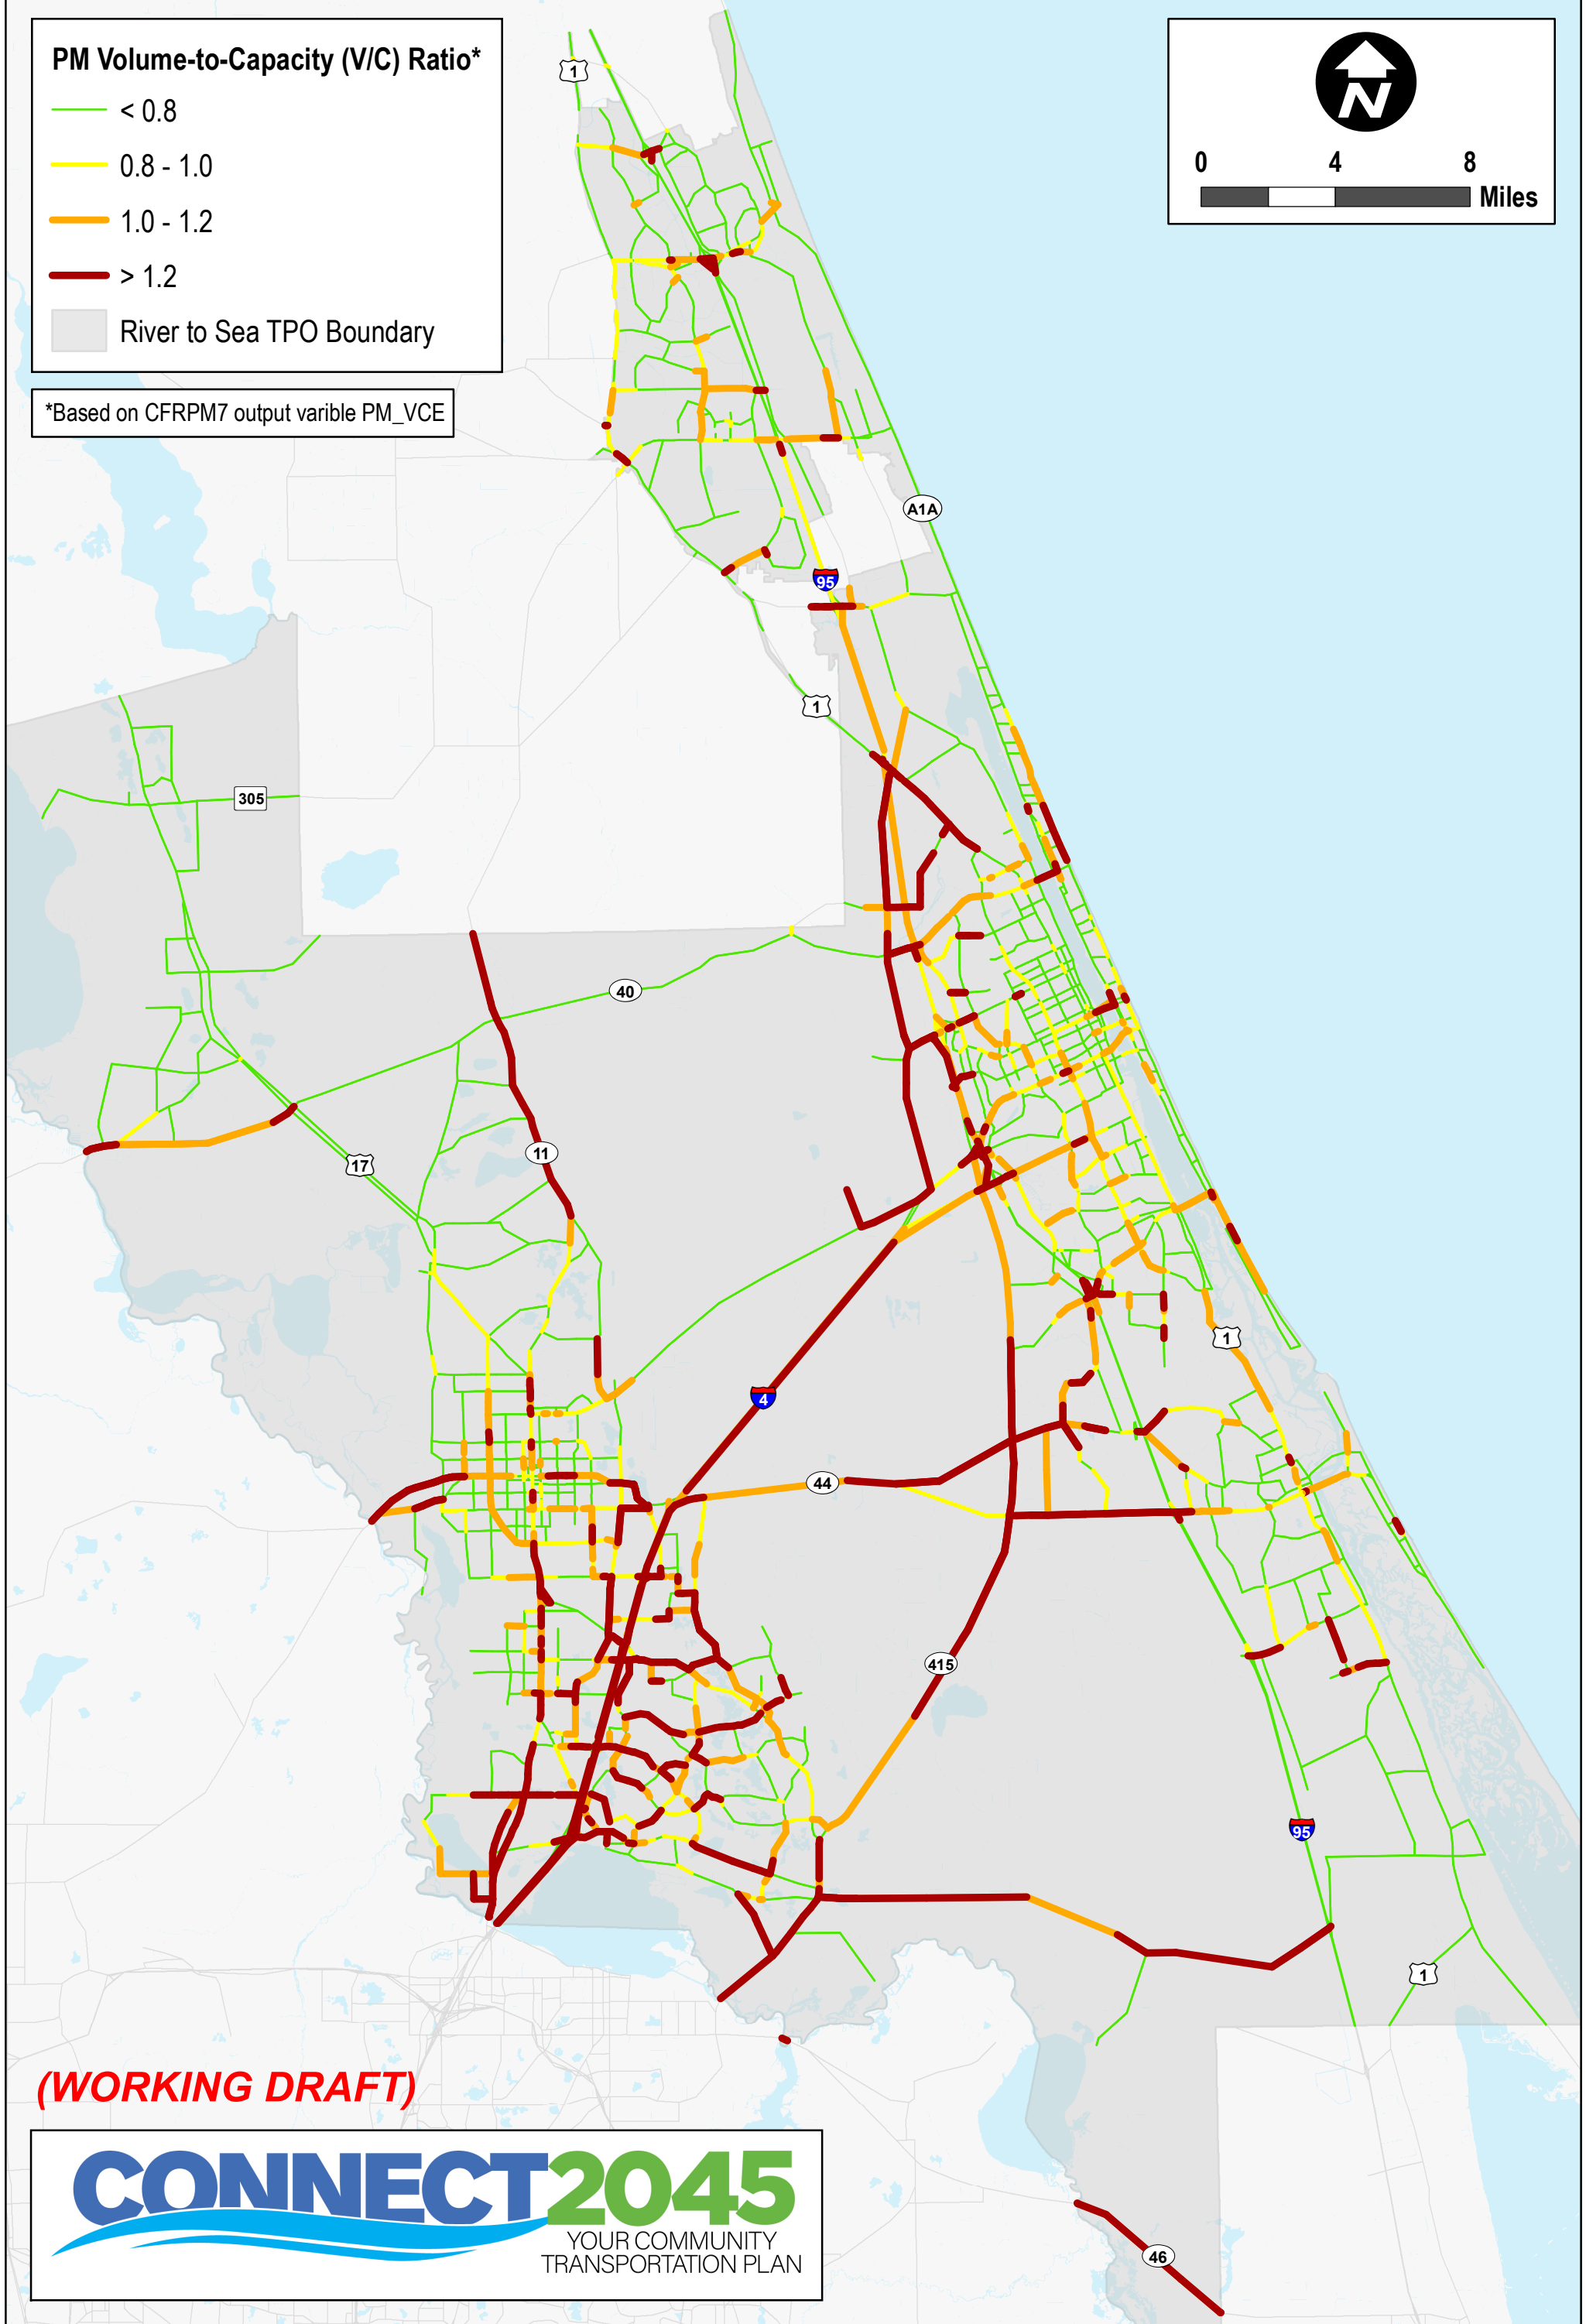 PM Volume-to-Capacity (V/C) Ratio*
< 0.8
0.8 - 1.0
1.0 - 1.2
> 1.2
River to Sea TPO Boundary
*Based on CFRPM7 output varible PM_VCE
N
0 4 8
Miles
1
A1A
95
1
305
40
11
17
1
4
44
415
95
1
46
(WORKING DRAFT)
CONNECT2045
YOUR COMMUNITY
TRANSPORTATION PLAN